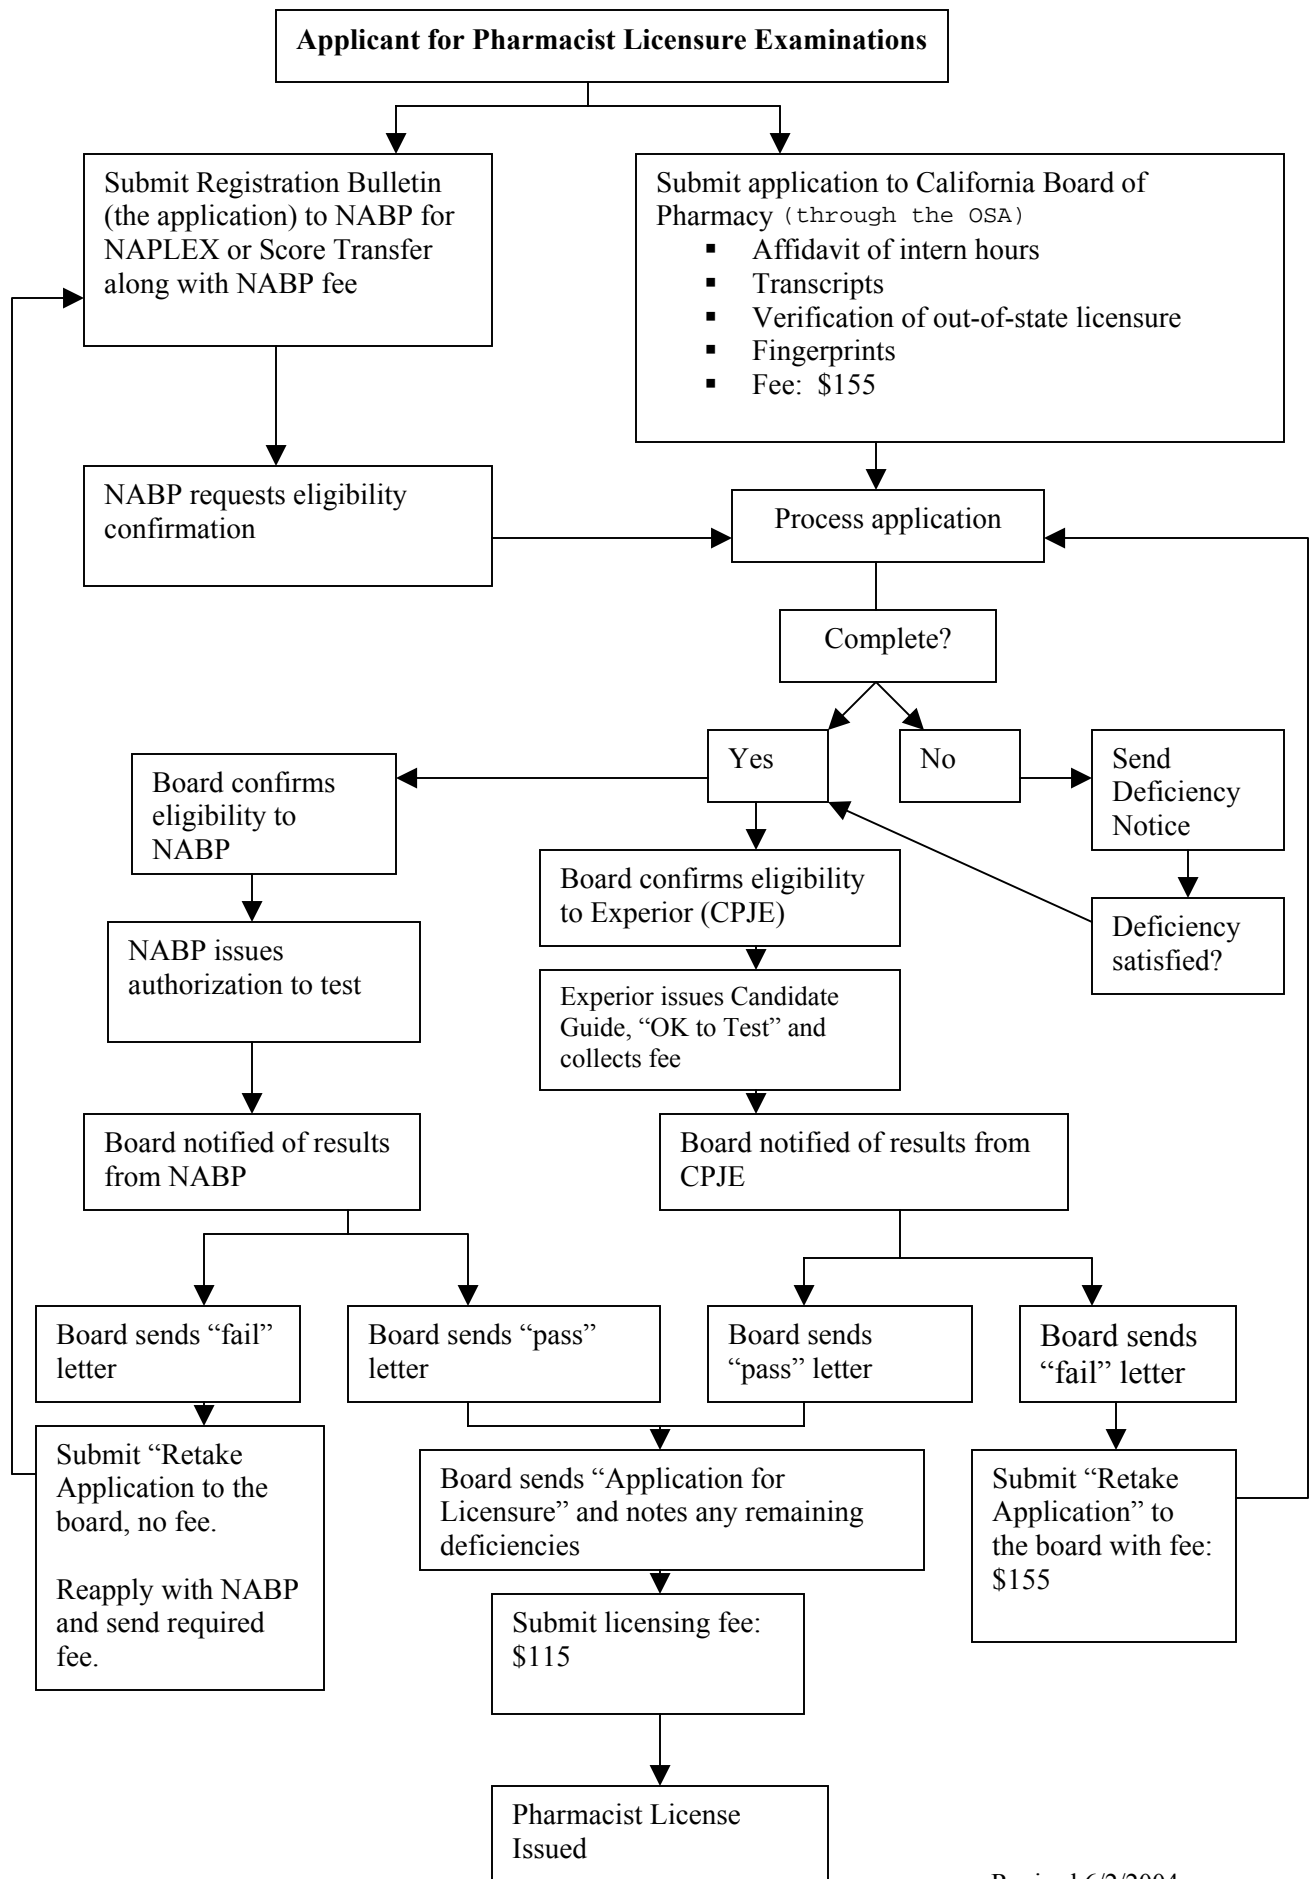 Applicant for Pharmacist Licensure Examinations
Submit Registration Bulletin
(the application) to NABP for
NAPLEX or Score Transfer
along with NABP fee
Submit application to California Board of
Pharmacy (through the OSA)
▪ Affidavit of intern hours
▪ Transcripts
▪ Verification of out-of-state licensure
▪ Fingerprints
▪ Fee: $155
NABP requests eligibility
confirmation
Process application
Complete?
Yes
No
Send
Deficiency
Notice
Board confirms
eligibility to
NABP
Board confirms eligibility
to Experior (CPJE)
Deficiency
satisfied?
NABP issues
authorization to test
Experior issues Candidate
Guide, “OK to Test” and
collects fee
Board notified of results
from NABP
Board notified of results from
CPJE
Board sends “fail”
letter
Board sends “pass”
letter
Board sends
“pass” letter
Board sends
“fail” letter
Submit “Retake
Application to the
board, no fee.
Reapply with NABP
and send required
fee.
Board sends “Application for
Licensure” and notes any remaining
deficiencies
Submit “Retake
Application” to
the board with fee:
$155
Submit licensing fee:
$115
Pharmacist License
Issued
Revised 6/2/2004